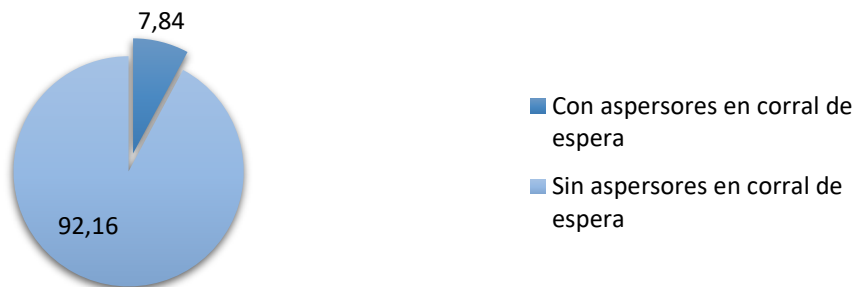 7,84
92,16
Con aspersores en corral de
espera
Sin aspersores en corral de
espera